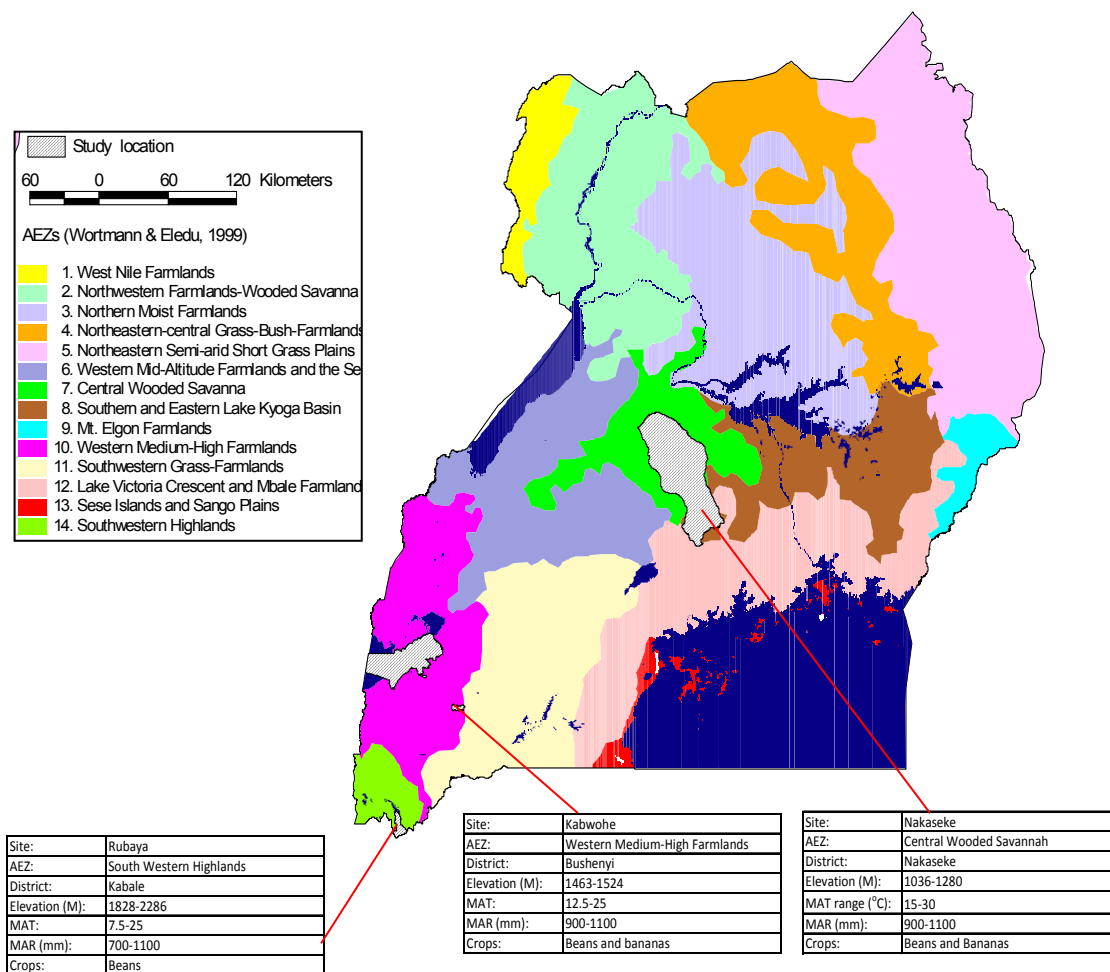 Study location
60 0 60 120 Kilometers
AEZs (Wortmann & Eledu, 1999)
1. West Nile Farmlands
2. Northwestern Farmlands-Wooded Savanna
3. Northern Moist Farmlands
4. Northeastern-central Grass-Bush-Farmlands
5. Northeastern Semi-arid Short Grass Plains
6. Western Mid-Altitude Farmlands and the Se
7. Central Wooded Savanna
8. Southern and Eastern Lake Kyoga Basin
9. Mt. Elgon Farmlands
10. Western Medium-High Farmlands
11. Southwestern Grass-Farmlands
12. Lake Victoria Crescent and Mbale Farmland
13. Sese Islands and Sango Plains
14. Southwestern Highlands
Site: Rubaya
AEZ: South Western Highlands
District: Kabale
Elevation (M): 1828-2286
MAT: 7.5-25
MAR (mm): 700-1100
Crops: Beans
Site: Kabwohe
AEZ: Western Medium-High Farmlands
District: Bushenyi
Elevation (M): 1463-1524
MAT: 12.5-25
MAR (mm): 900-1100
Crops: Beans and bananas
Site: Nakaseke
AEZ: Central Wooded Savannah
District: Nakaseke
Elevation (M): 1036-1280
MAT range (°C): 15-30
MAR (mm): 900-1100
Crops: Beans and Bananas